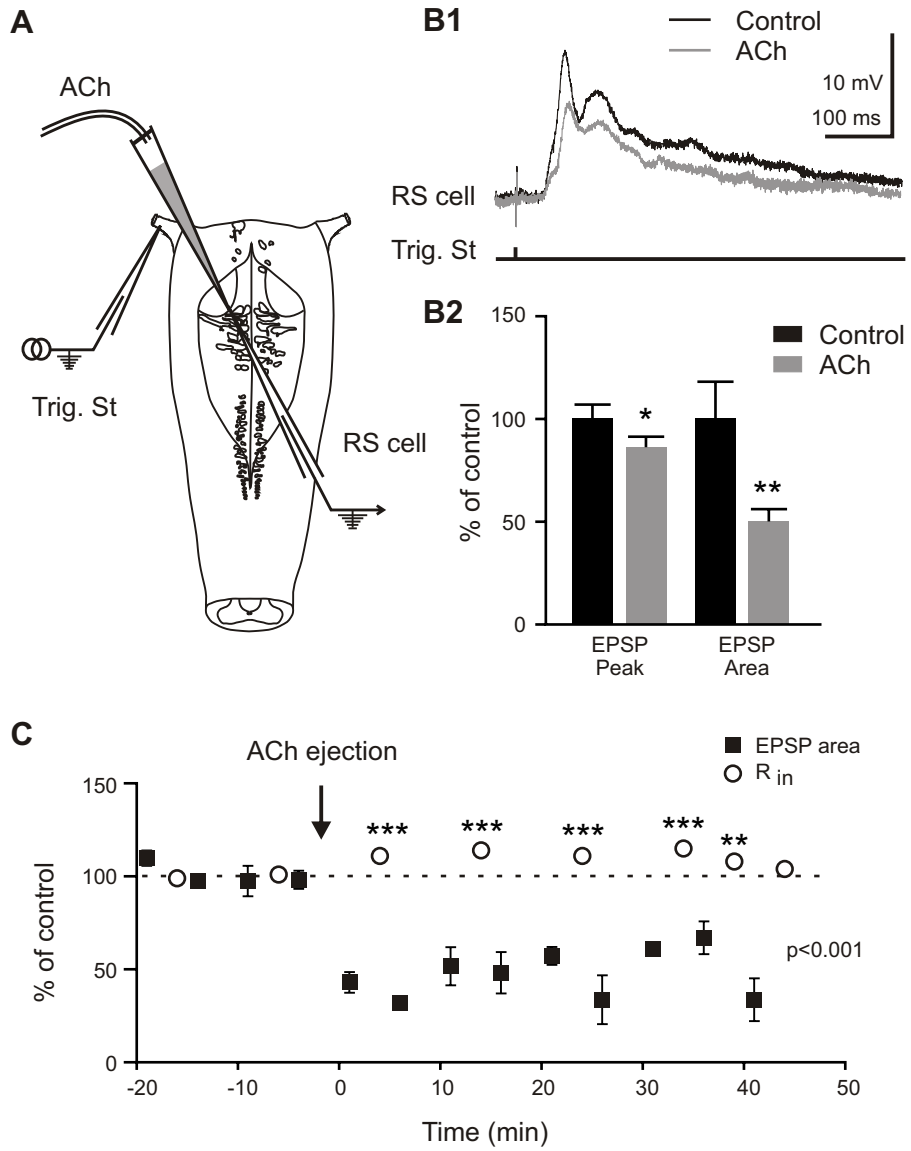 A
ACh
Trig. St
RS cell
B1
Control
ACh
10 mV
100 ms
RS cell
Trig. St
B2
150
100
50
0
% of control
Control
ACh
*
**
EPSP
Peak
EPSP
Area
C
ACh ejection
EPSP area
R in
150
100
50
0
% of control
*** *** *** *** **
p<0.001
-20 -10 0 10 20 30 40 50
Time (min)